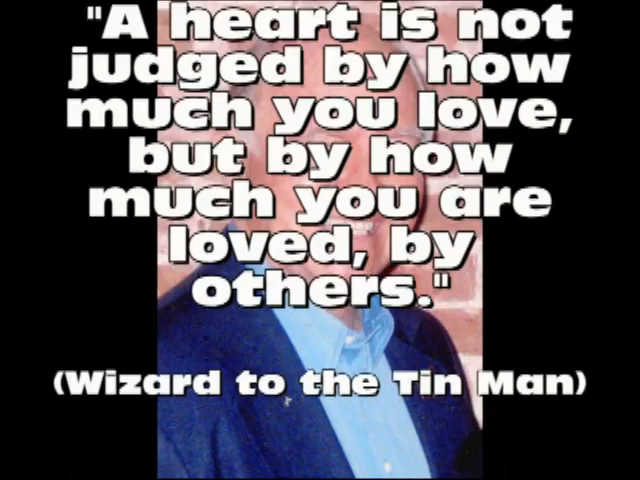 "A heart is not
judged by how
much you love,
but by how
much you are
loved, by
others."
(Wizard to the Tin Man)